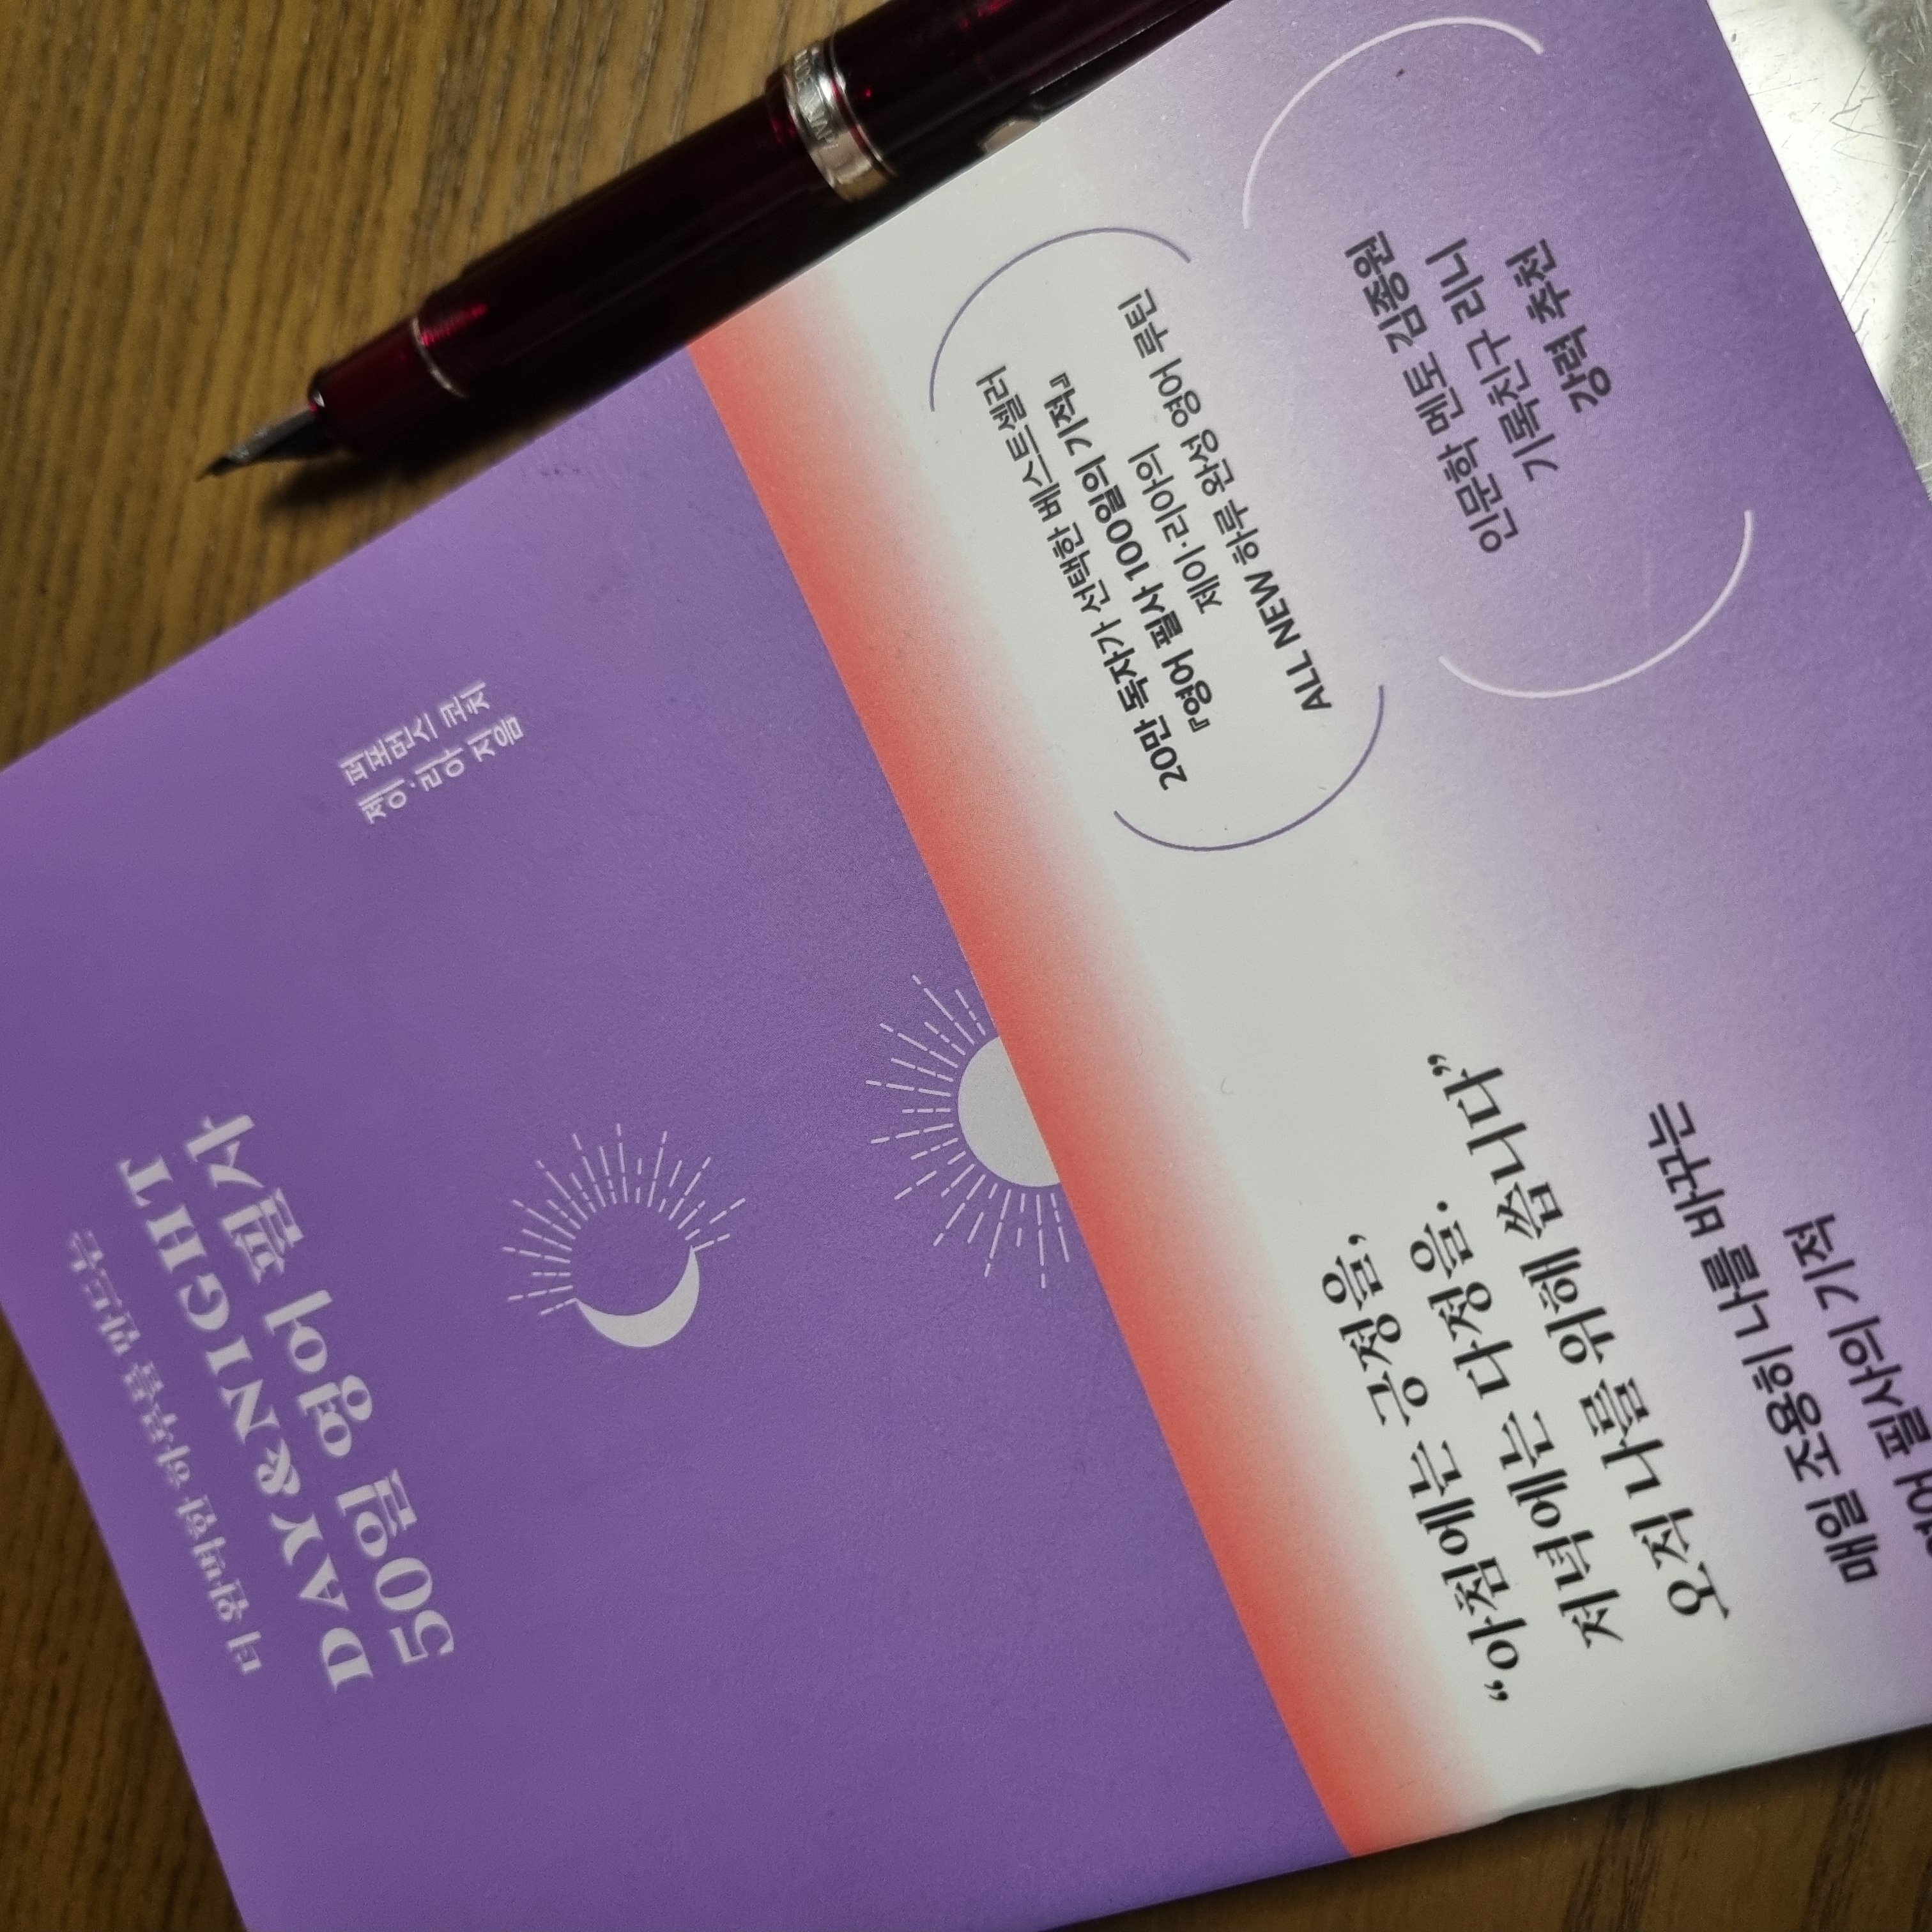 더 완벽한 하루를 만드는
DAY&NIGHT
50일 영어 필사
퍼포먼스 코치
제이·리아 지음
20만 독자가 선택한 베스트셀러
『영어 필사 100일의 기적』
제이·리아의
ALL NEW 하루 완성 영어 루틴
인문학 멘토 김종원
기록친구 리니
강력 추천
“아침에는 긍정을,
저녁에는 다정을.
오직 나를 위해 씁니다”
매일 조용히 나를 바꾸는
영어 필사의 기적